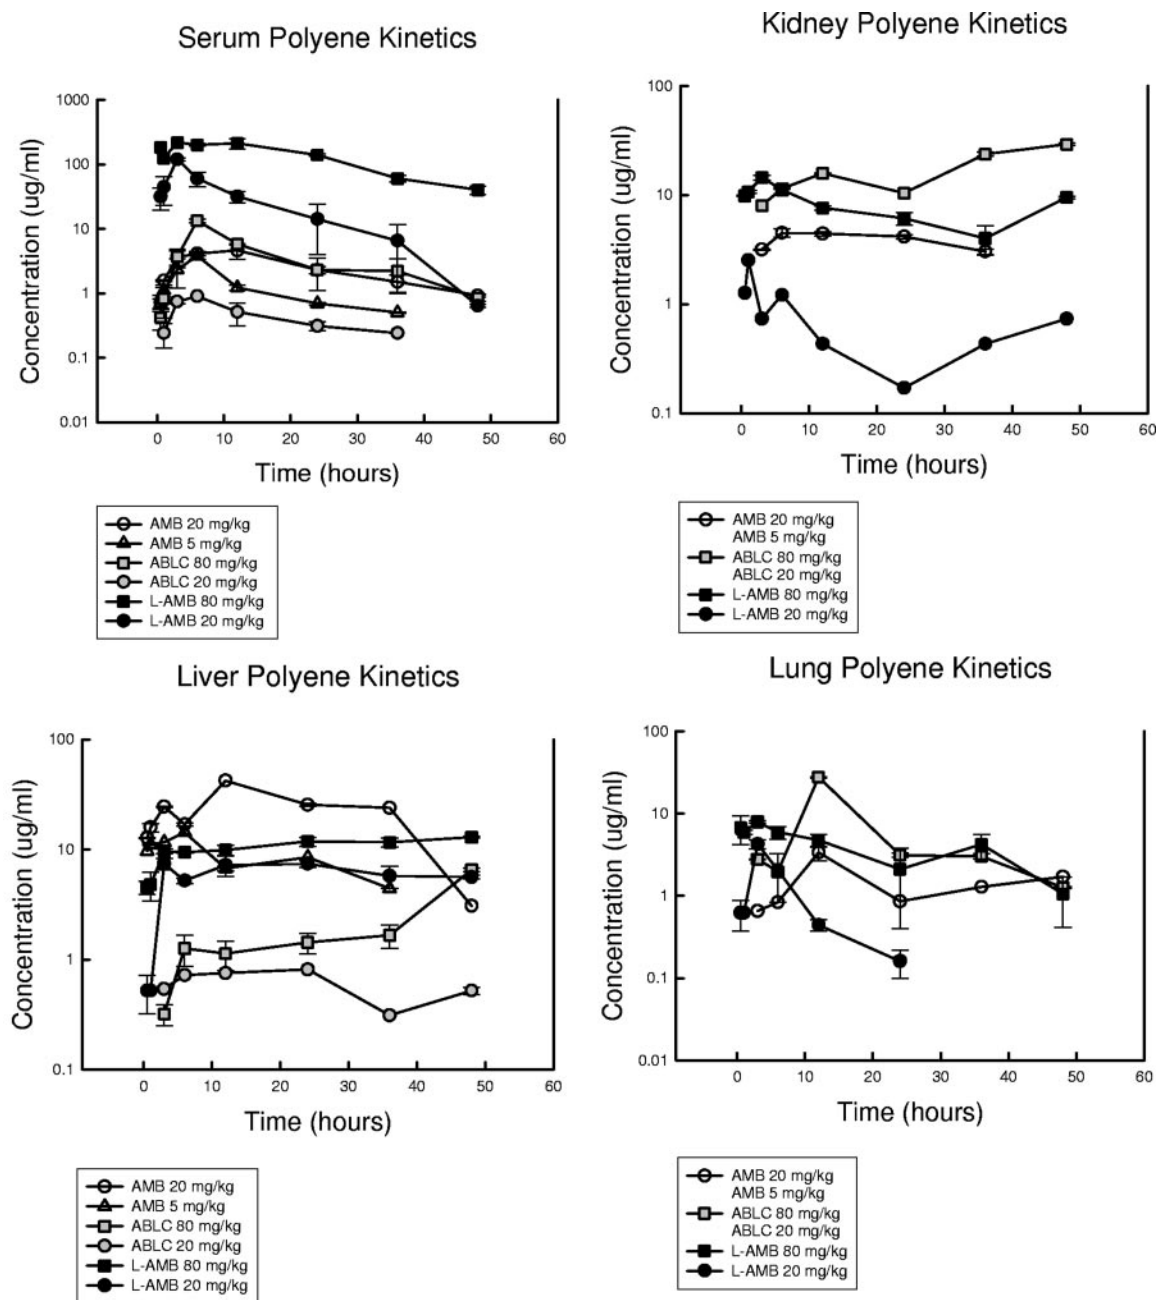 Serum Polyene Kinetics
Concentration (ug/ml)
1000
100
10
1
0.1
0.01
0 10 20 30 40 50 60
Time (hours)
AMB 20 mg/kg
AMB 5 mg/kg
ABLC 80 mg/kg
ABLC 20 mg/kg
L-AMB 80 mg/kg
L-AMB 20 mg/kg
Kidney Polyene Kinetics
Concentration (ug/ml)
100
10
1
0.1
0 10 20 30 40 50 60
Time (hours)
AMB 20 mg/kg
AMB 5 mg/kg
ABLC 80 mg/kg
ABLC 20 mg/kg
L-AMB 80 mg/kg
L-AMB 20 mg/kg
Liver Polyene Kinetics
Concentration (ug/ml)
100
10
1
0.1
0 10 20 30 40 50 60
Time (hours)
AMB 20 mg/kg
AMB 5 mg/kg
ABLC 80 mg/kg
ABLC 20 mg/kg
L-AMB 80 mg/kg
L-AMB 20 mg/kg
Lung Polyene Kinetics
Concentration (ug/ml)
100
10
1
0.1
0.01
0 10 20 30 40 50 60
Time (hours)
AMB 20 mg/kg
AMB 5 mg/kg
ABLC 80 mg/kg
ABLC 20 mg/kg
L-AMB 80 mg/kg
L-AMB 20 mg/kg